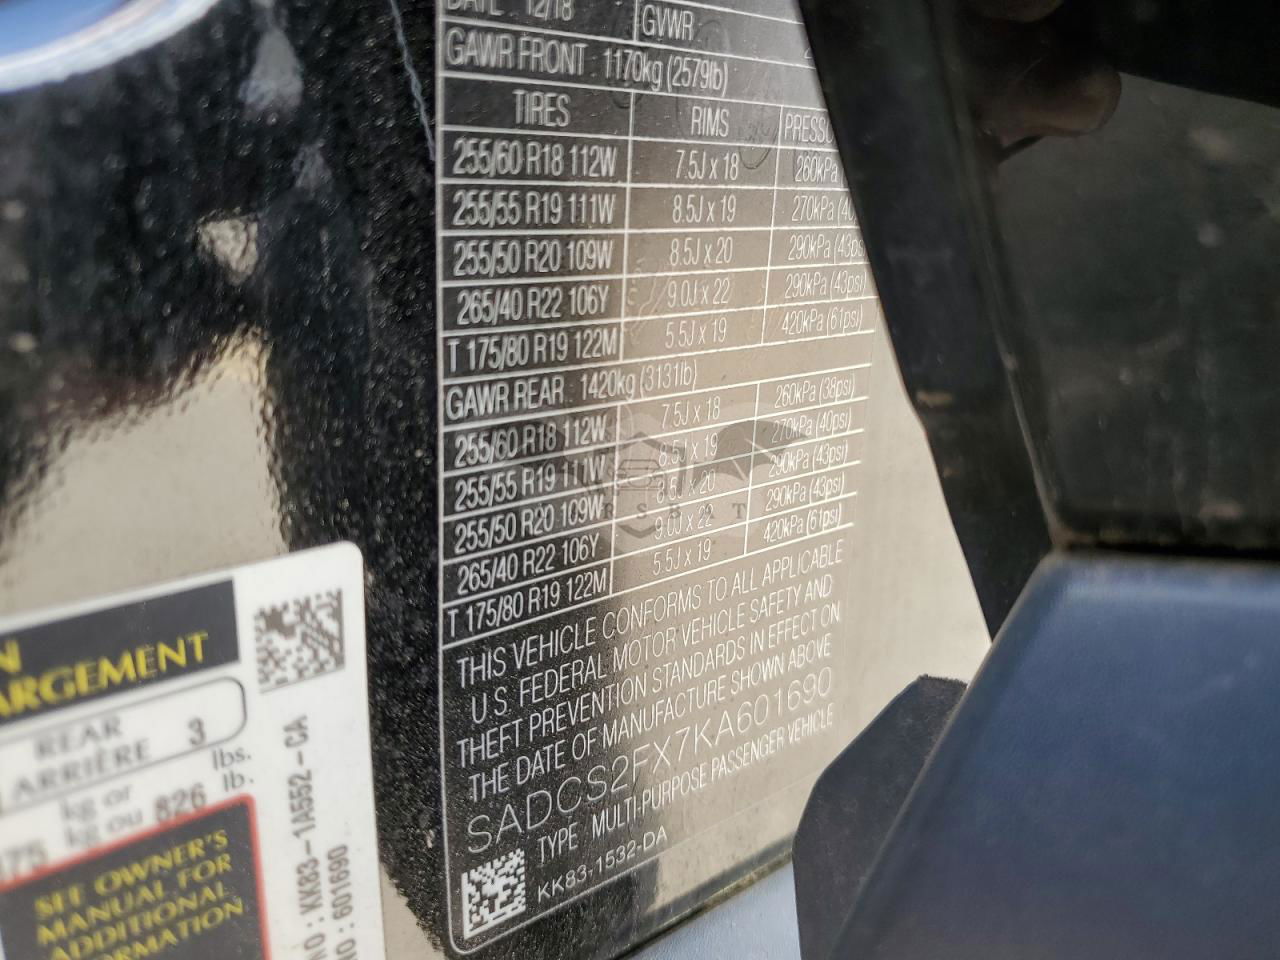 DATE : 12/18 GVWR :
GAWR FRONT : 1170kg (2579lb)
TIRES RIMS
255/60 R18 112W 7.5J x 18 260kPa
255/55 R19 111W 8.5J x 19 270kPa (40
255/50 R20 109W 8.5J x 20 290kPa (43psi
265/40 R22 106Y 9.0J x 22 290kPa (43psi)
T 175/80 R19 122M 5.5J x 19 420kPa (61psi)
GAWR REAR : 1420kg (3131lb)
255/60 R18 112W 7.5J x 18 260kPa (38psi)
255/55 R19 111W 8.5J x 19 270kPa (40psi)
255/50 R20 109W 8.5J x 20 290kPa (43psi)
265/40 R22 106Y 9.0J x 22 290kPa (43psi)
T 175/80 R19 122M 5.5J x 19 420kPa (61psi)
THIS VEHICLE CONFORMS TO ALL APPLICABLE
U.S. FEDERAL MOTOR VEHICLE SAFETY AND
THEFT PREVENTION STANDARDS IN EFFECT ON
THE DATE OF MANUFACTURE SHOWN ABOVE
SADCS2FX7KA601690
TYPE : MULTI-PURPOSE PASSENGER VEHICLE
KK83-1532-DA
ARGEMENT
REAR
ARRIÈRE 3
kg or lbs.
kg ou 826 lb.
SEE OWNER'S
MANUAL FOR
ADDITIONAL
NO : KK83-1A552-CA
NO : 601690